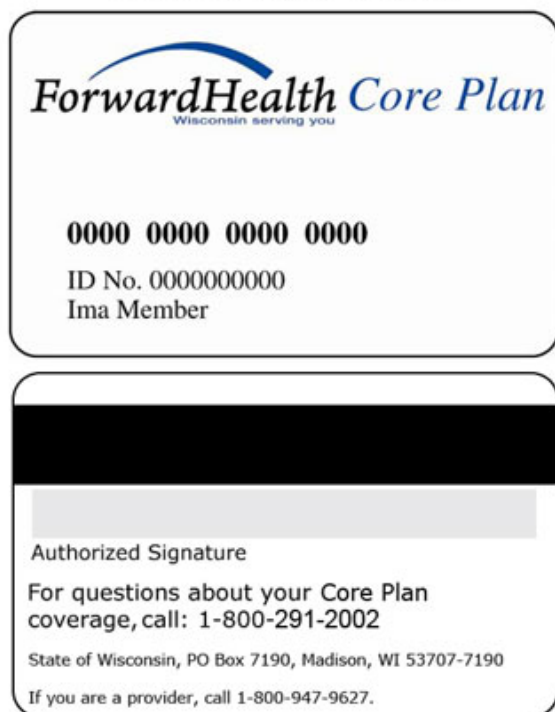 ForwardHealth Core Plan
Wisconsin serving you
0000 0000 0000 0000
ID No. 0000000000
Ima Member
Authorized Signature
For questions about your Core Plan
coverage, call: 1-800-291-2002
State of Wisconsin, PO Box 7190, Madison, WI 53707-7190
If you are a provider, call 1-800-947-9627.